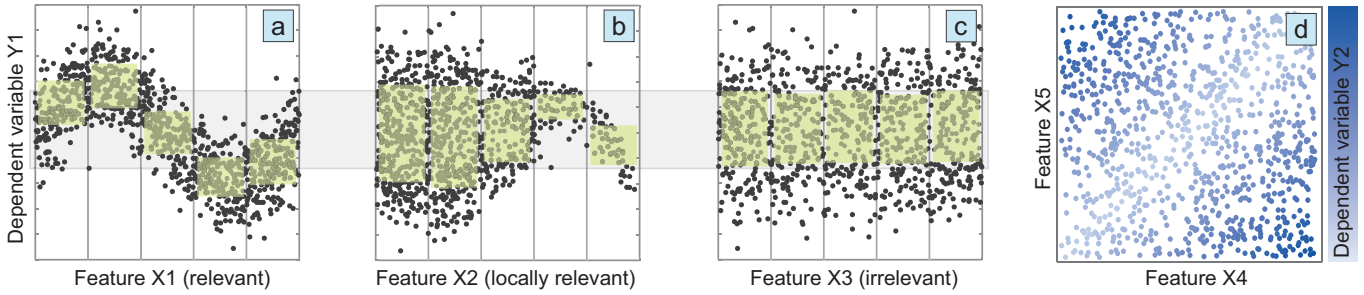 Dependent variable Y1
a
Feature X1 (relevant)
b
Feature X2 (locally relevant)
c
Feature X3 (irrelevant)
Feature X5
d
Feature X4
Dependent variable Y2